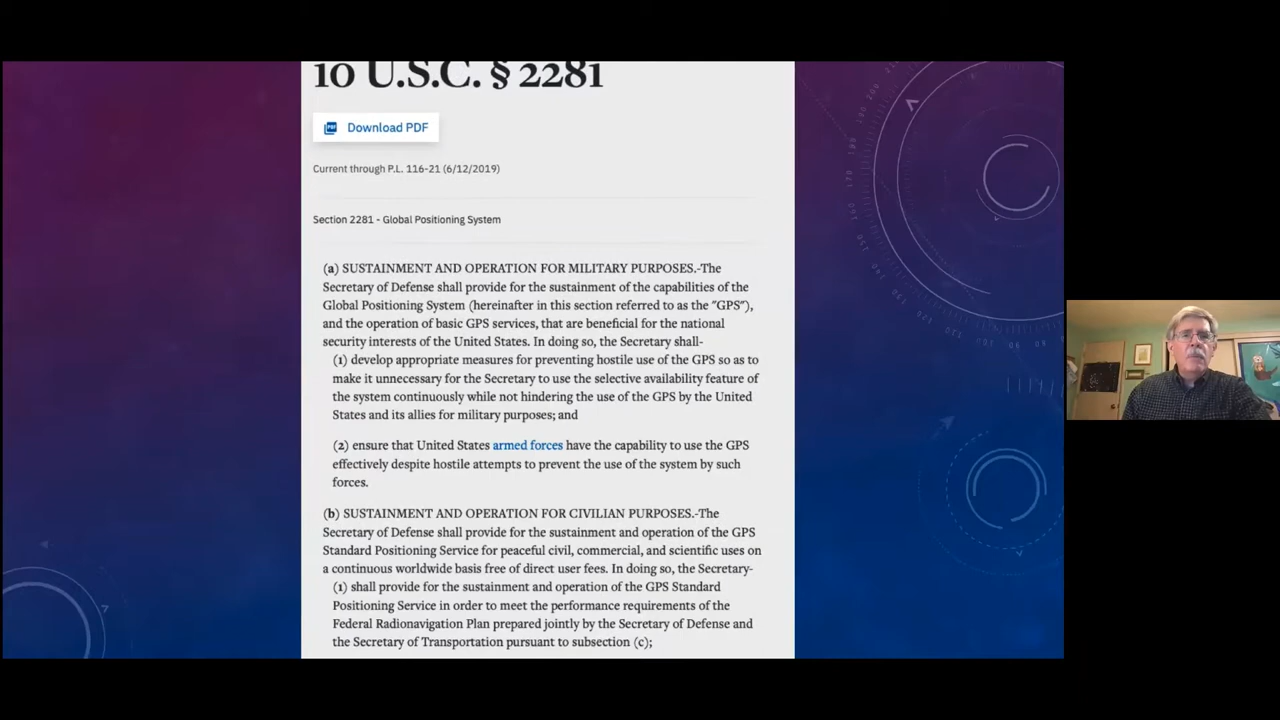 10 U.S.C. § 2281
PDF Download PDF
Current through P.L. 116-21 (6/12/2019)
Section 2281 - Global Positioning System
(a) SUSTAINMENT AND OPERATION FOR MILITARY PURPOSES.-The
Secretary of Defense shall provide for the sustainment of the capabilities of the
Global Positioning System (hereinafter in this section referred to as the "GPS"),
and the operation of basic GPS services, that are beneficial for the national
security interests of the United States. In doing so, the Secretary shall-
(1) develop appropriate measures for preventing hostile use of the GPS so as to
make it unnecessary for the Secretary to use the selective availability feature of
the system continuously while not hindering the use of the GPS by the United
States and its allies for military purposes; and
(2) ensure that United States armed forces have the capability to use the GPS
effectively despite hostile attempts to prevent the use of the system by such
forces.
(b) SUSTAINMENT AND OPERATION FOR CIVILIAN PURPOSES.-The
Secretary of Defense shall provide for the sustainment and operation of the GPS
Standard Positioning Service for peaceful civil, commercial, and scientific uses on
a continuous worldwide basis free of direct user fees. In doing so, the Secretary-
(1) shall provide for the sustainment and operation of the GPS Standard
Positioning Service in order to meet the performance requirements of the
Federal Radionavigation Plan prepared jointly by the Secretary of Defense and
the Secretary of Transportation pursuant to subsection (c);